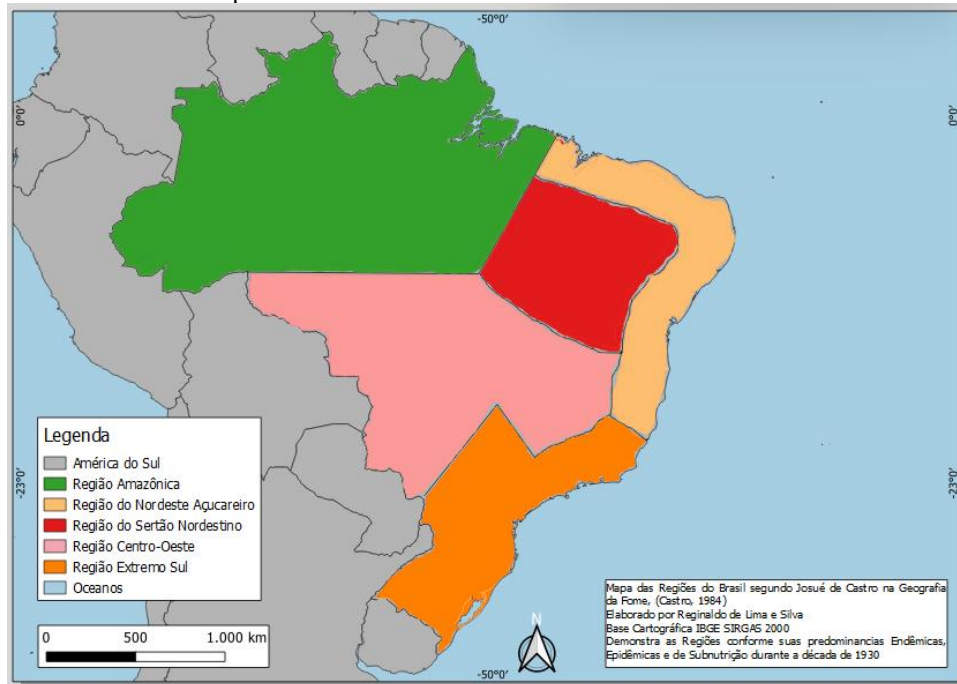 -50°0'
0°0'
0°0'
-23°0'
-23°0'
Legenda
América do Sul
Região Amazônica
Região do Nordeste Açucareiro
Região do Sertão Nordestino
Região Centro-Oeste
Região Extremo Sul
Oceanos
0 500 1.000 km
N
Mapa das Regiões do Brasil segundo Josué de Castro na Geografia
da Fome, (Castro, 1984)
Elaborado por Reginaldo de Lima e Silva
Base Cartográfica IBGE SIRGAS 2000
Demonstra as Regiões conforme suas predominancias Endêmicas,
Epidêmicas e de Subnutrição durante a década de 1930
-50°0'